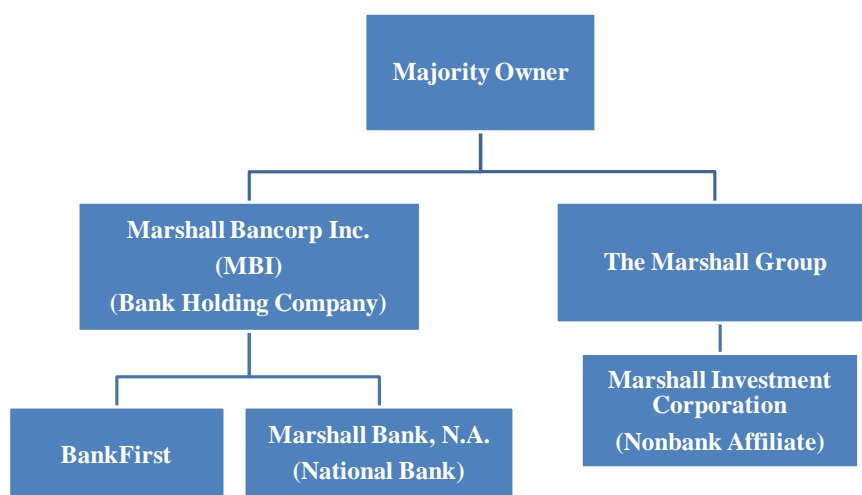 Majority Owner
Marshall Bancorp Inc.
(MBI)
(Bank Holding Company)
The Marshall Group
BankFirst
Marshall Bank, N.A.
(National Bank)
Marshall Investment
Corporation
(Nonbank Affiliate)